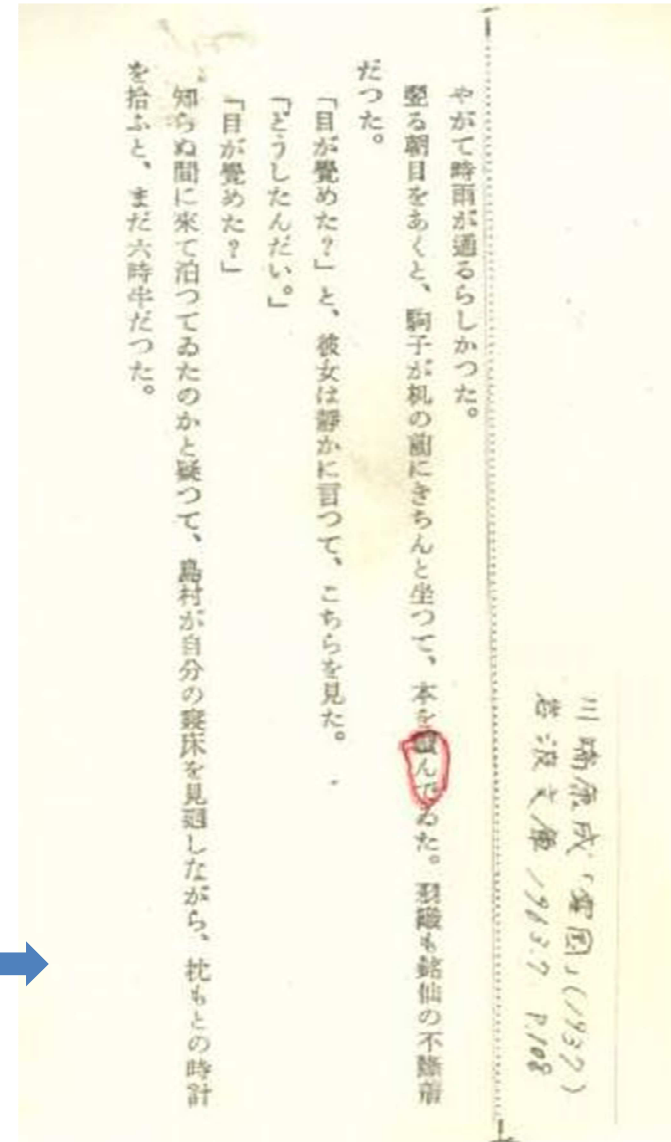 川端康成「雪国」(1937)
岩波文庫 1963.7 P.108
やがて時雨が通るらしかつた。
翌る朝目をあくと、駒子が机の前にきちんと坐つて、本を讀んでゐた。羽織も銘仙の不斷着
だつた。
「目が覺めた？」と、彼女は靜かに言つて、こちらを見た。
「どうしたんだい。」
「目が覺めた？」
知らぬ間に來て泊つてゐたのかと疑つて、島村が自分の寢床を見廻しながら、枕もとの時計
を拾ふと、まだ六時半だつた。